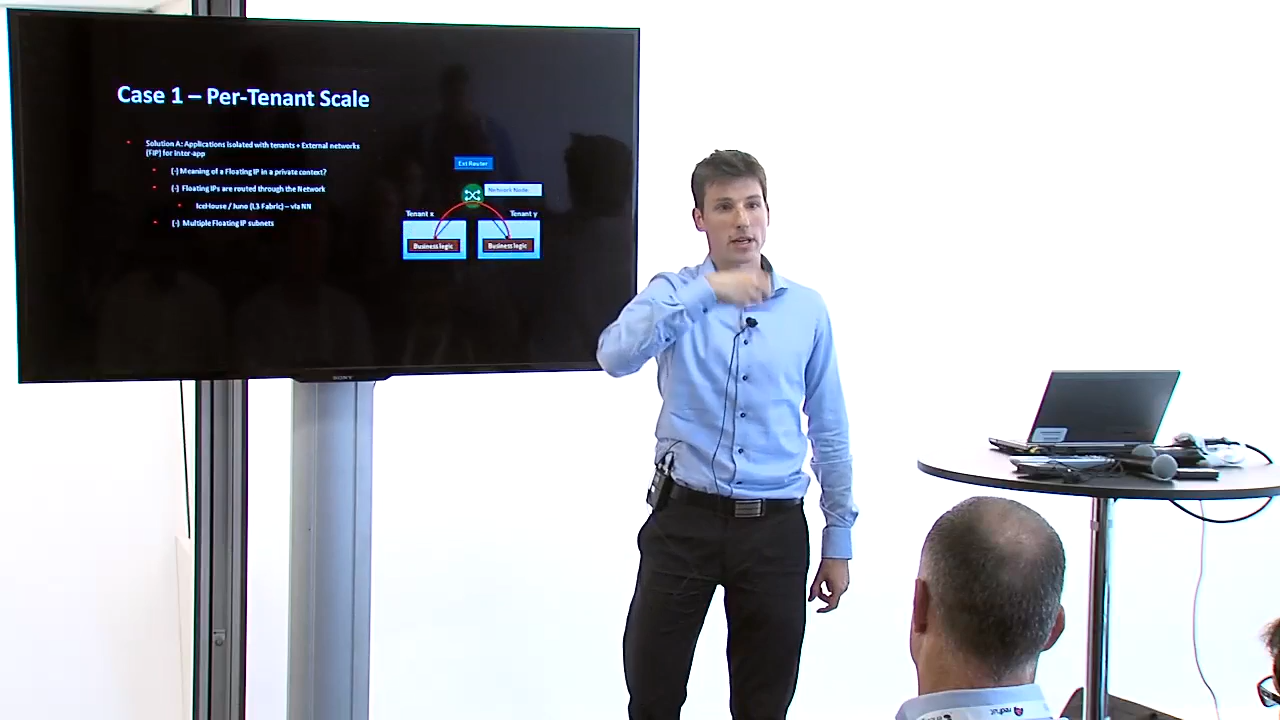 Case 1 – Per-Tenant Scale
Solution A: Applications isolated with tenants + External networks
(FIP) for Inter-app
(-) Meaning of a Floating IP in a private context?
(-) Floating IPs are routed through the Network
IceHouse / Juno (L3 Fabric) – via NN
(-) Multiple Floating IP subnets
Ext Router
Network Node
Tenant x
Tenant y
Business logic
Business logic
SONY